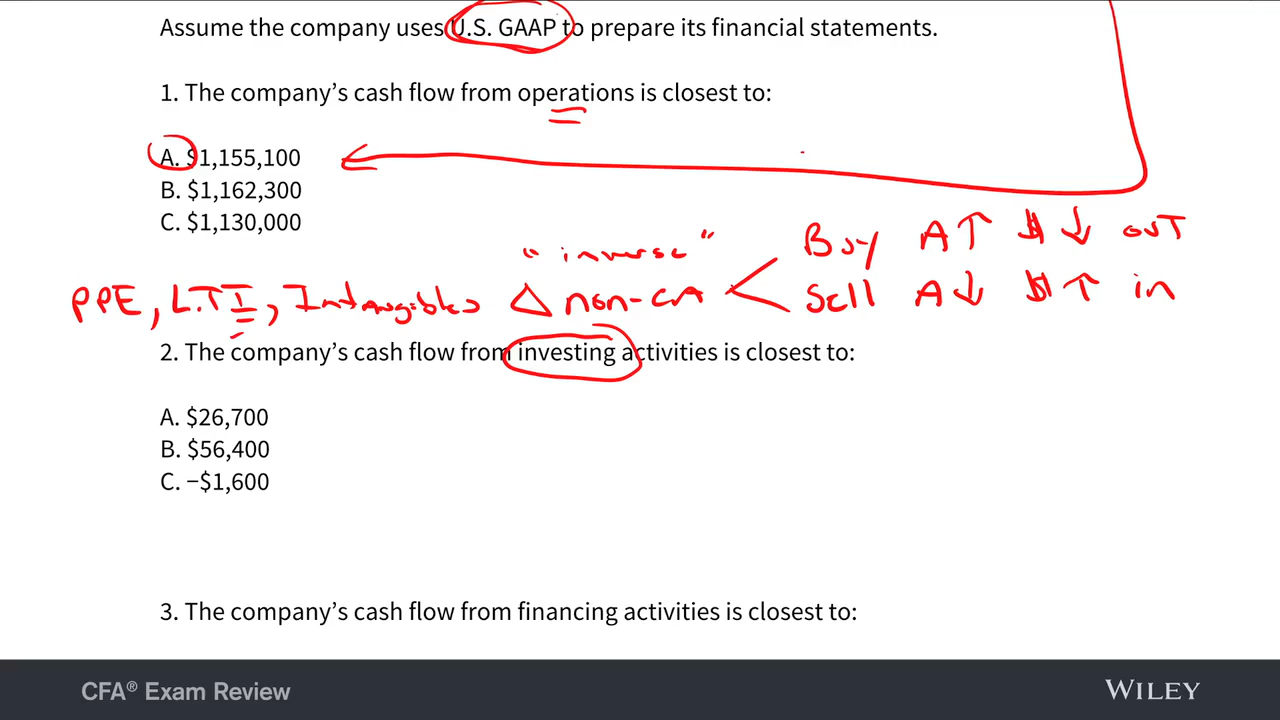 Assume the company uses U.S. GAAP to prepare its financial statements.
1. The company's cash flow from operations is closest to:
A. $1,155,100
B. $1,162,300
C. $1,130,000
Buy A↑ $↓ out
"inverse"
PPE, LTI, Intangibles Δ non-CA < Sell A↓ $↑ in
2. The company's cash flow from investing activities is closest to:
A. $26,700
B. $56,400
C. −$1,600
3. The company's cash flow from financing activities is closest to:
CFA® Exam Review
WILEY